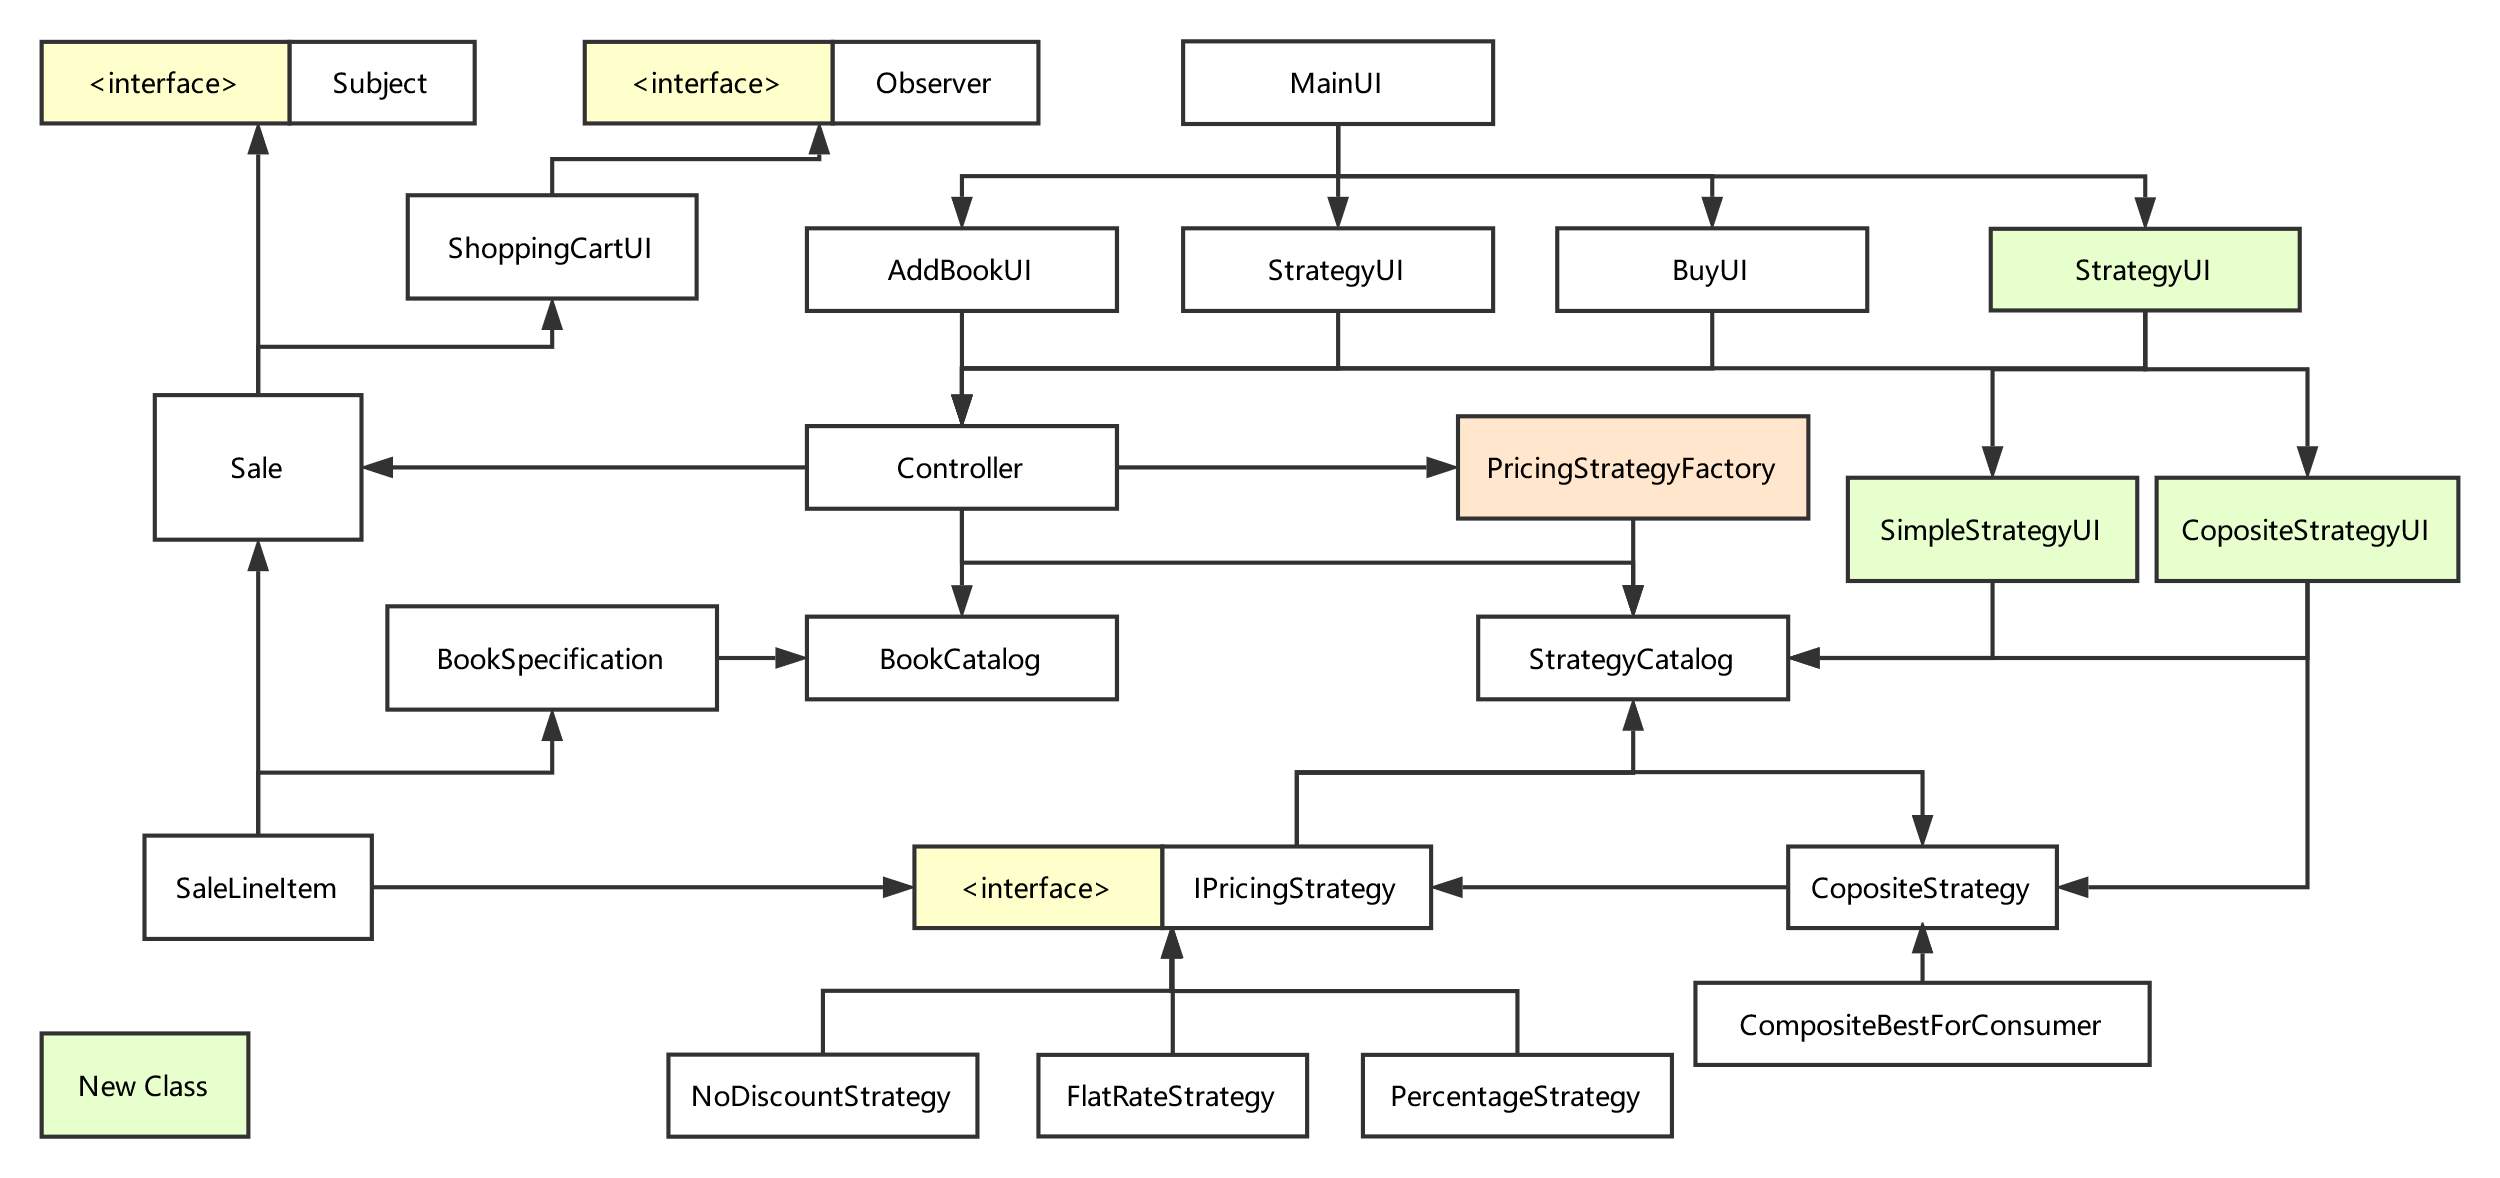 <interface>
Subject
<interface>
Observer
MainUI
ShoppingCartUI
AddBookUI
StrategyUI
BuyUI
StrategyUI
Sale
Controller
PricingStrategyFactory
SimpleStrategyUI
CopositeStrategyUI
BookSpecification
BookCatalog
StrategyCatalog
SaleLineItem
<interface>
IPricingStrategy
CopositeStrategy
CompositeBestForConsumer
New Class
NoDiscountStrategy
FlatRateStrategy
PercentageStrategy